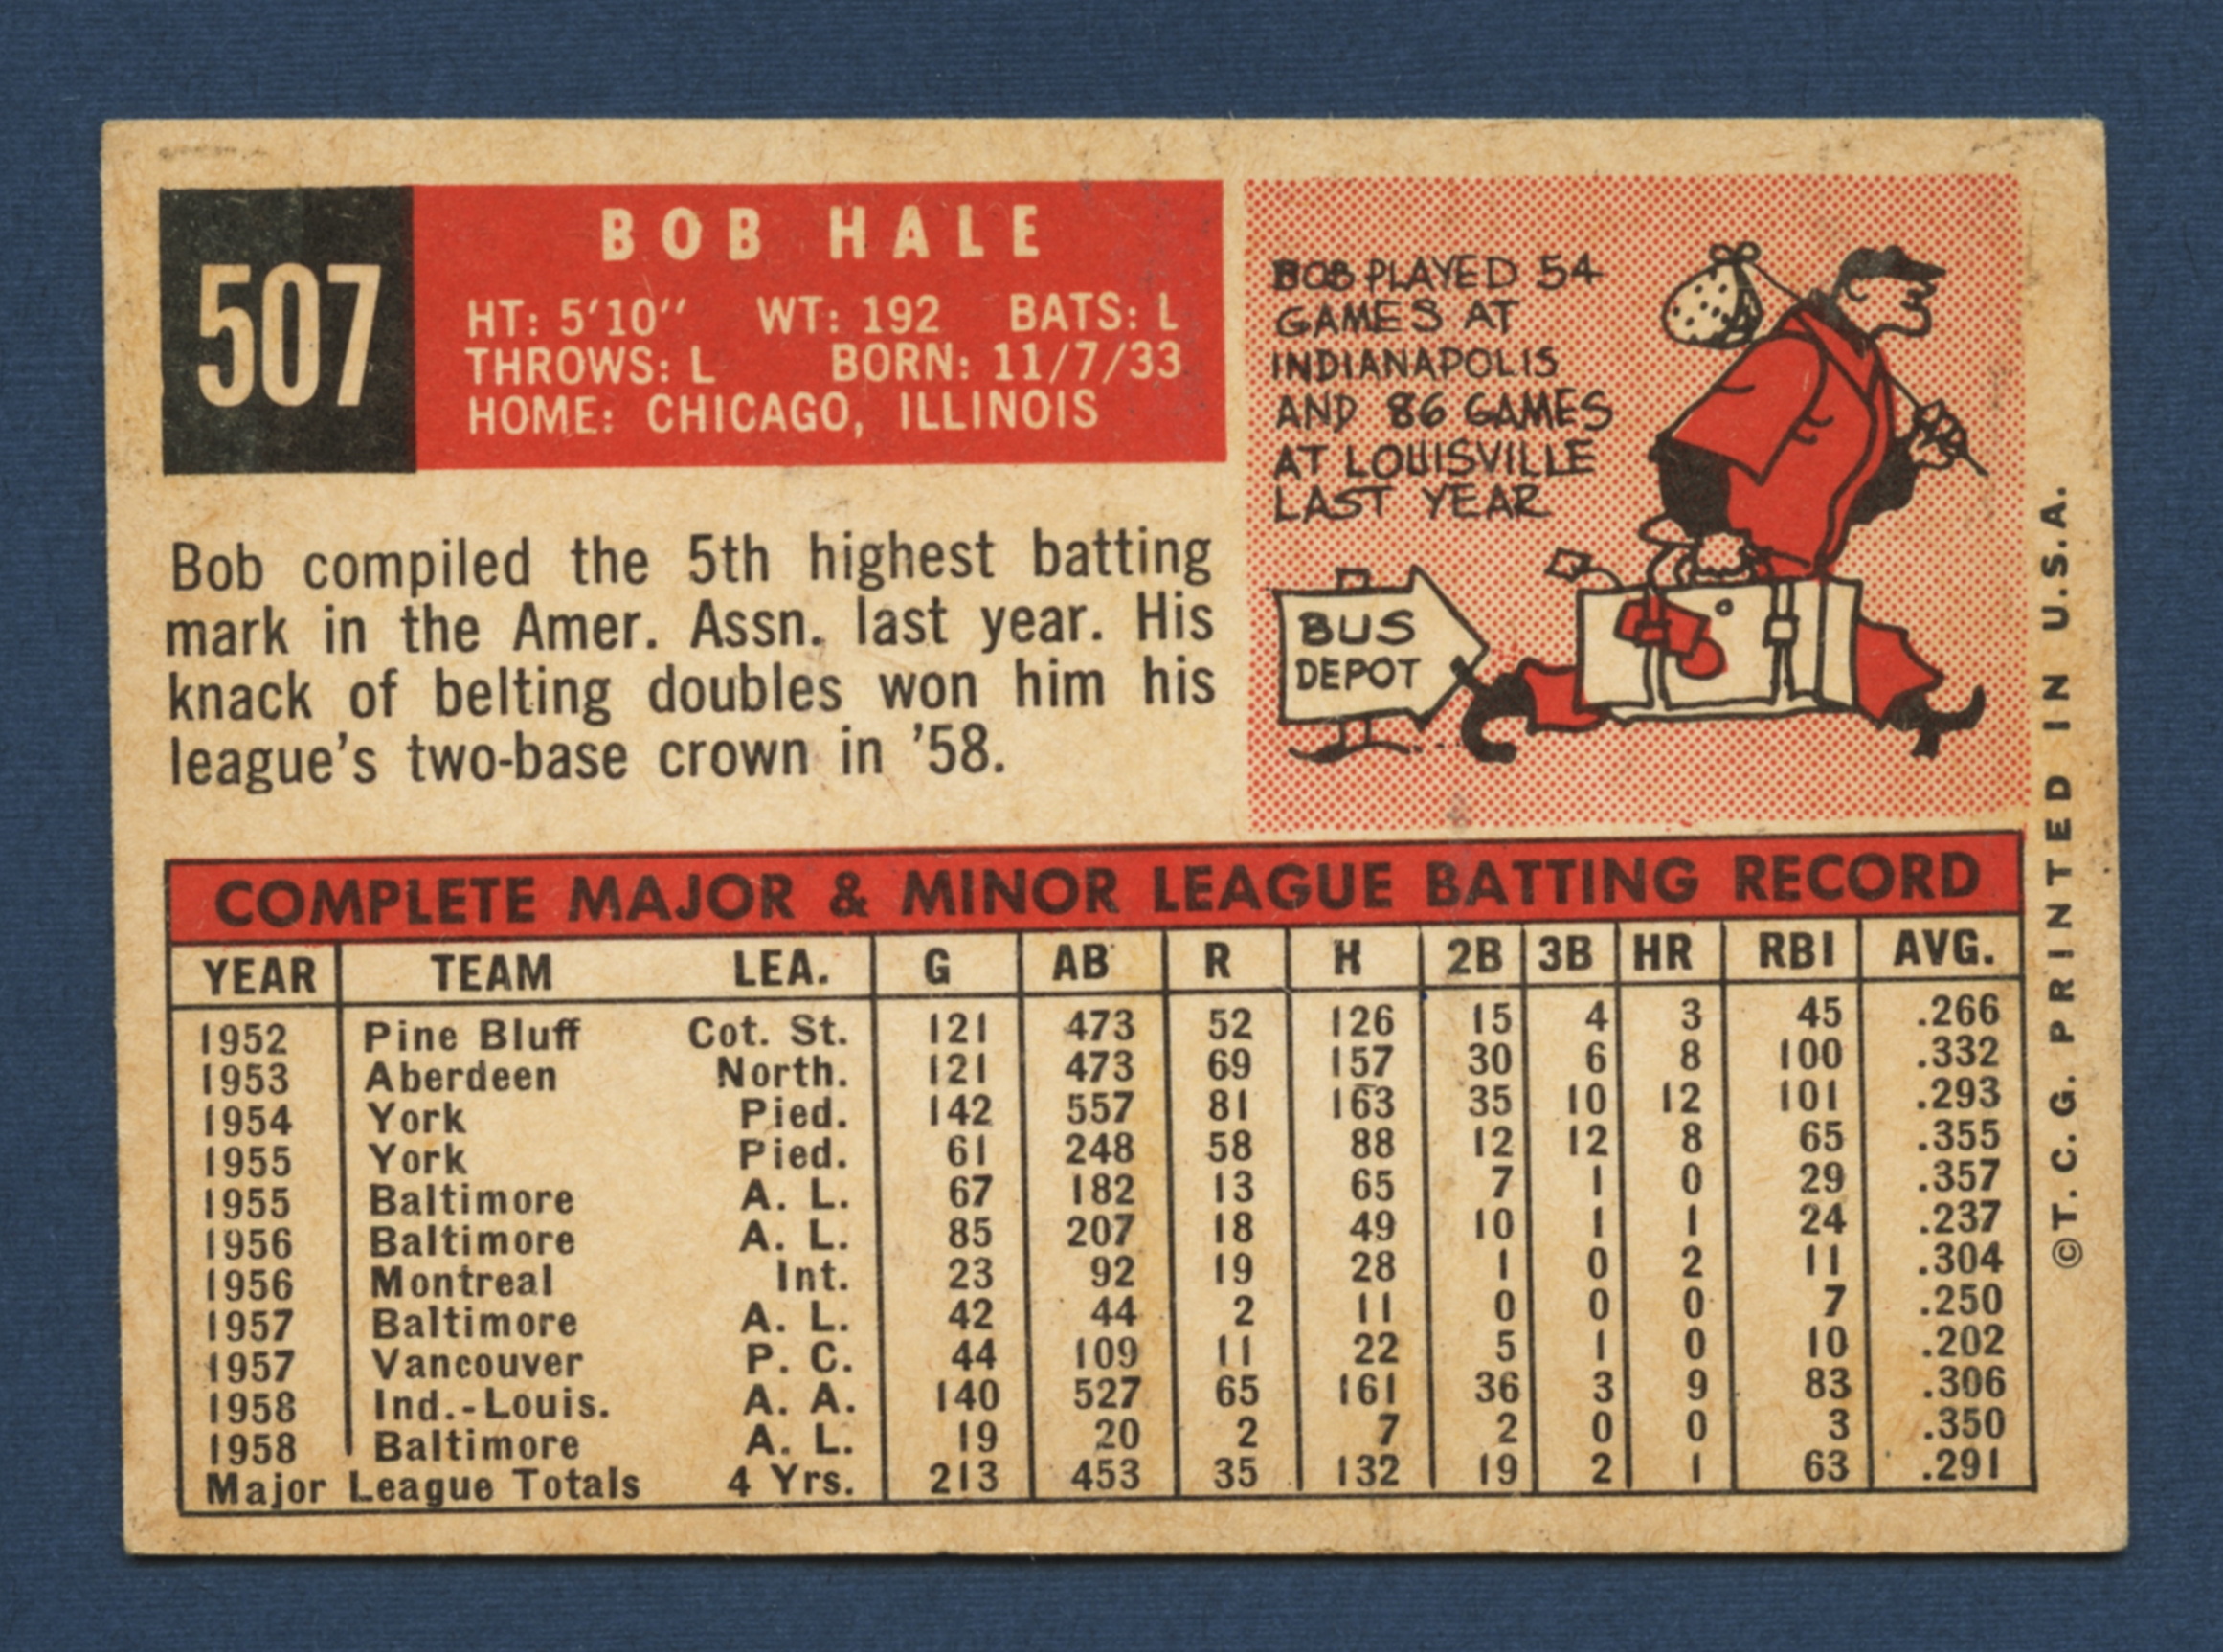 507
BOB HALE
HT: 5'10" WT: 192 BATS: L
THROWS: L BORN: 11/7/33
HOME: CHICAGO, ILLINOIS
BOB PLAYED 54
GAMES AT
INDIANAPOLIS
AND 86 GAMES
AT LOUISVILLE
LAST YEAR
BUS
DEPOT
Bob compiled the 5th highest batting
mark in the Amer. Assn. last year. His
knack of belting doubles won him his
league's two-base crown in '58.
COMPLETE MAJOR & MINOR LEAGUE BATTING RECORD
YEAR TEAM LEA. G AB R H 2B 3B HR RBI AVG.
1952 Pine Bluff Cot. St. 121 473 52 126 15 4 3 45 .266
1953 Aberdeen North. 121 473 69 157 30 6 8 100 .332
1954 York Pied. 142 557 81 163 35 10 12 101 .293
1955 York Pied. 61 248 58 88 12 12 8 65 .355
1955 Baltimore A. L. 67 182 13 65 7 1 0 29 .357
1956 Baltimore A. L. 85 207 18 49 10 1 1 24 .237
1956 Montreal Int. 23 92 19 28 1 0 2 11 .304
1957 Baltimore A. L. 42 44 2 11 0 0 0 7 .250
1957 Vancouver P. C. 44 109 11 22 5 1 0 10 .202
1958 Ind.-Louis. A. A. 140 527 65 161 36 3 9 83 .306
1958 Baltimore A. L. 19 20 2 7 2 0 0 3 .350
Major League Totals 4 Yrs. 213 453 35 132 19 2 1 63 .291
©T. C. G. PRINTED IN U.S.A.